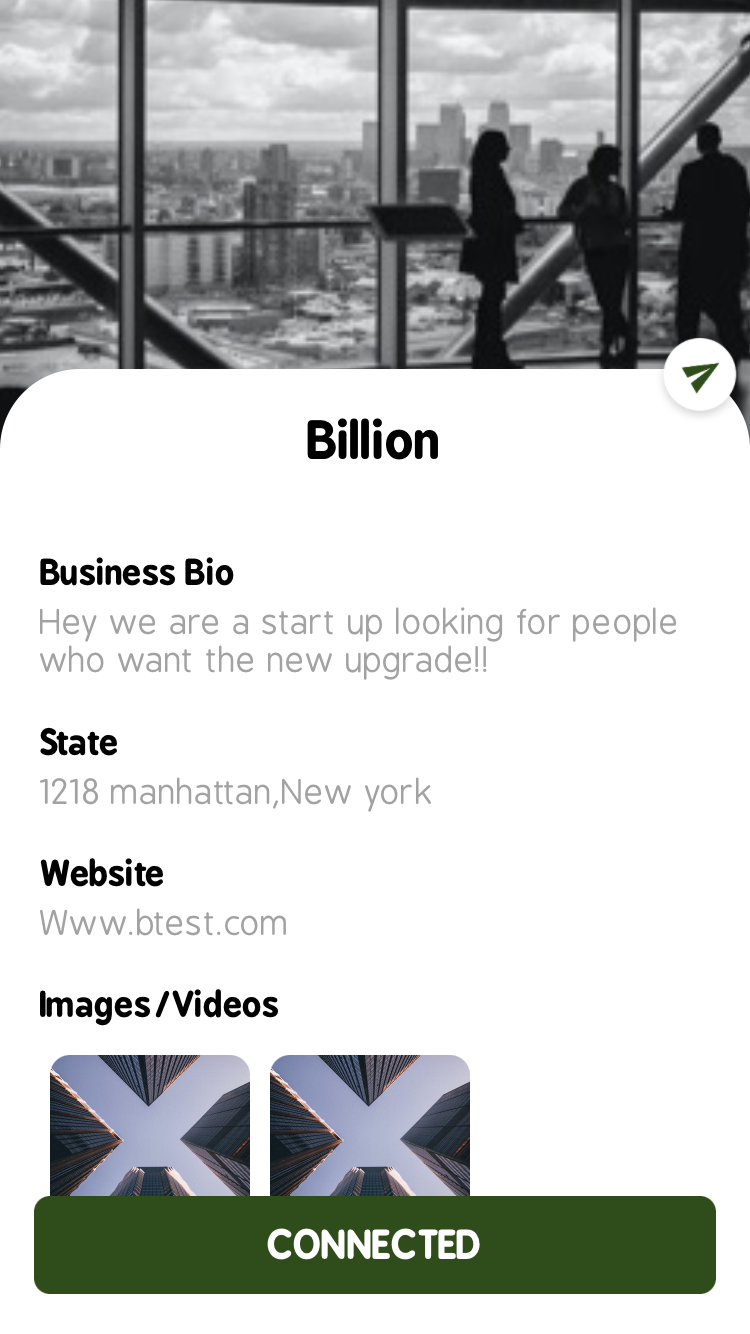 Billion
Business Bio
Hey we are a start up looking for people
who want the new upgrade!!
State
1218 manhattan,New york
Website
Www.btest.com
Images/Videos
CONNECTED